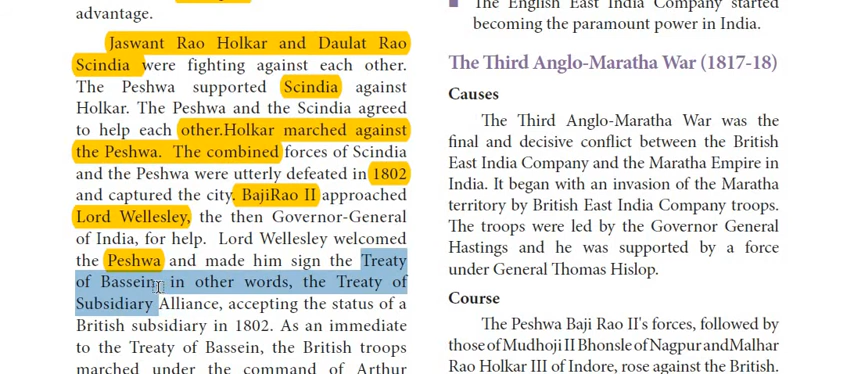 advantage.
Jaswant Rao Holkar and Daulat Rao
Scindia were fighting against each other.
The Peshwa supported Scindia against
Holkar. The Peshwa and the Scindia agreed
to help each other.Holkar marched against
the Peshwa. The combined forces of Scindia
and the Peshwa were utterly defeated in 1802
and captured the city. BajiRao II approached
Lord Wellesley, the then Governor-General
of India, for help. Lord Wellesley welcomed
the Peshwa and made him sign the Treaty
of Bassein, in other words, the Treaty of
Subsidiary Alliance, accepting the status of a
British subsidiary in 1802. As an immediate
to the Treaty of Bassein, the British troops
marched under the command of Arthur
■ The English East India Company started
becoming the paramount power in India.
The Third Anglo-Maratha War (1817-18)
Causes
The Third Anglo-Maratha War was the
final and decisive conflict between the British
East India Company and the Maratha Empire in
India. It began with an invasion of the Maratha
territory by British East India Company troops.
The troops were led by the Governor General
Hastings and he was supported by a force
under General Thomas Hislop.
Course
The Peshwa Baji Rao II's forces, followed by
those of Mudhoji II Bhonsle of Nagpur andMalhar
Rao Holkar III of Indore, rose against the British.